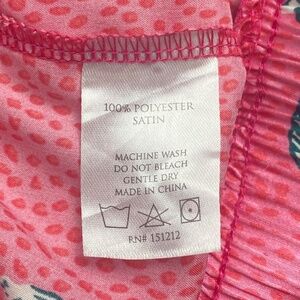 100% POLYESTER
SATIN
MACHINE WASH
DO NOT BLEACH
GENTLE DRY
MADE IN CHINA
RN# 151212